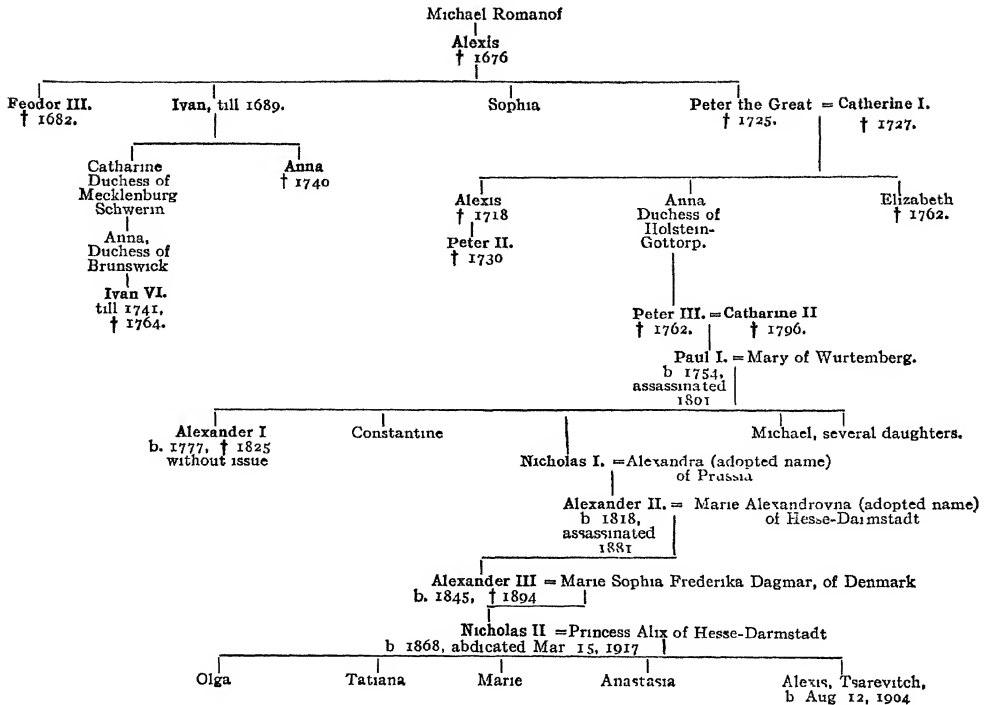 Michael Romanof
Alexis
† 1676
Feodor III.
† 1682.
Ivan, till 1689.
Sophia
Peter the Great = Catherine I.
† 1725. † 1727.
Catharine
Duchess of
Mecklenburg
Schwerin
Anna
† 1740
Alexis
† 1718
Anna
Duchess of
Holstein-
Gottorp.
Elizabeth
† 1762.
Anna,
Duchess of
Brunswick
Peter II.
† 1730
Ivan VI.
till 1741,
† 1764.
Peter III. = Catharine II
† 1762. † 1796.
Paul I. = Mary of Wurtemberg.
b 1754,
assassinated
1801
Alexander I
b. 1777, † 1825
without issue
Constantine
Michael, several daughters.
Nicholas I. = Alexandra (adopted name)
of Prussia
Alexander II. = Marie Alexandrovna (adopted name)
b 1818, of Hesse-Darmstadt
assassinated
1881
Alexander III = Marie Sophia Frederika Dagmar, of Denmark
b. 1845, † 1894
Nicholas II = Princess Alix of Hesse-Darmstadt
b 1868, abdicated Mar 15, 1917
Olga
Tatiana
Marie
Anastasia
Alexis, Tsarevitch,
b Aug 12, 1904